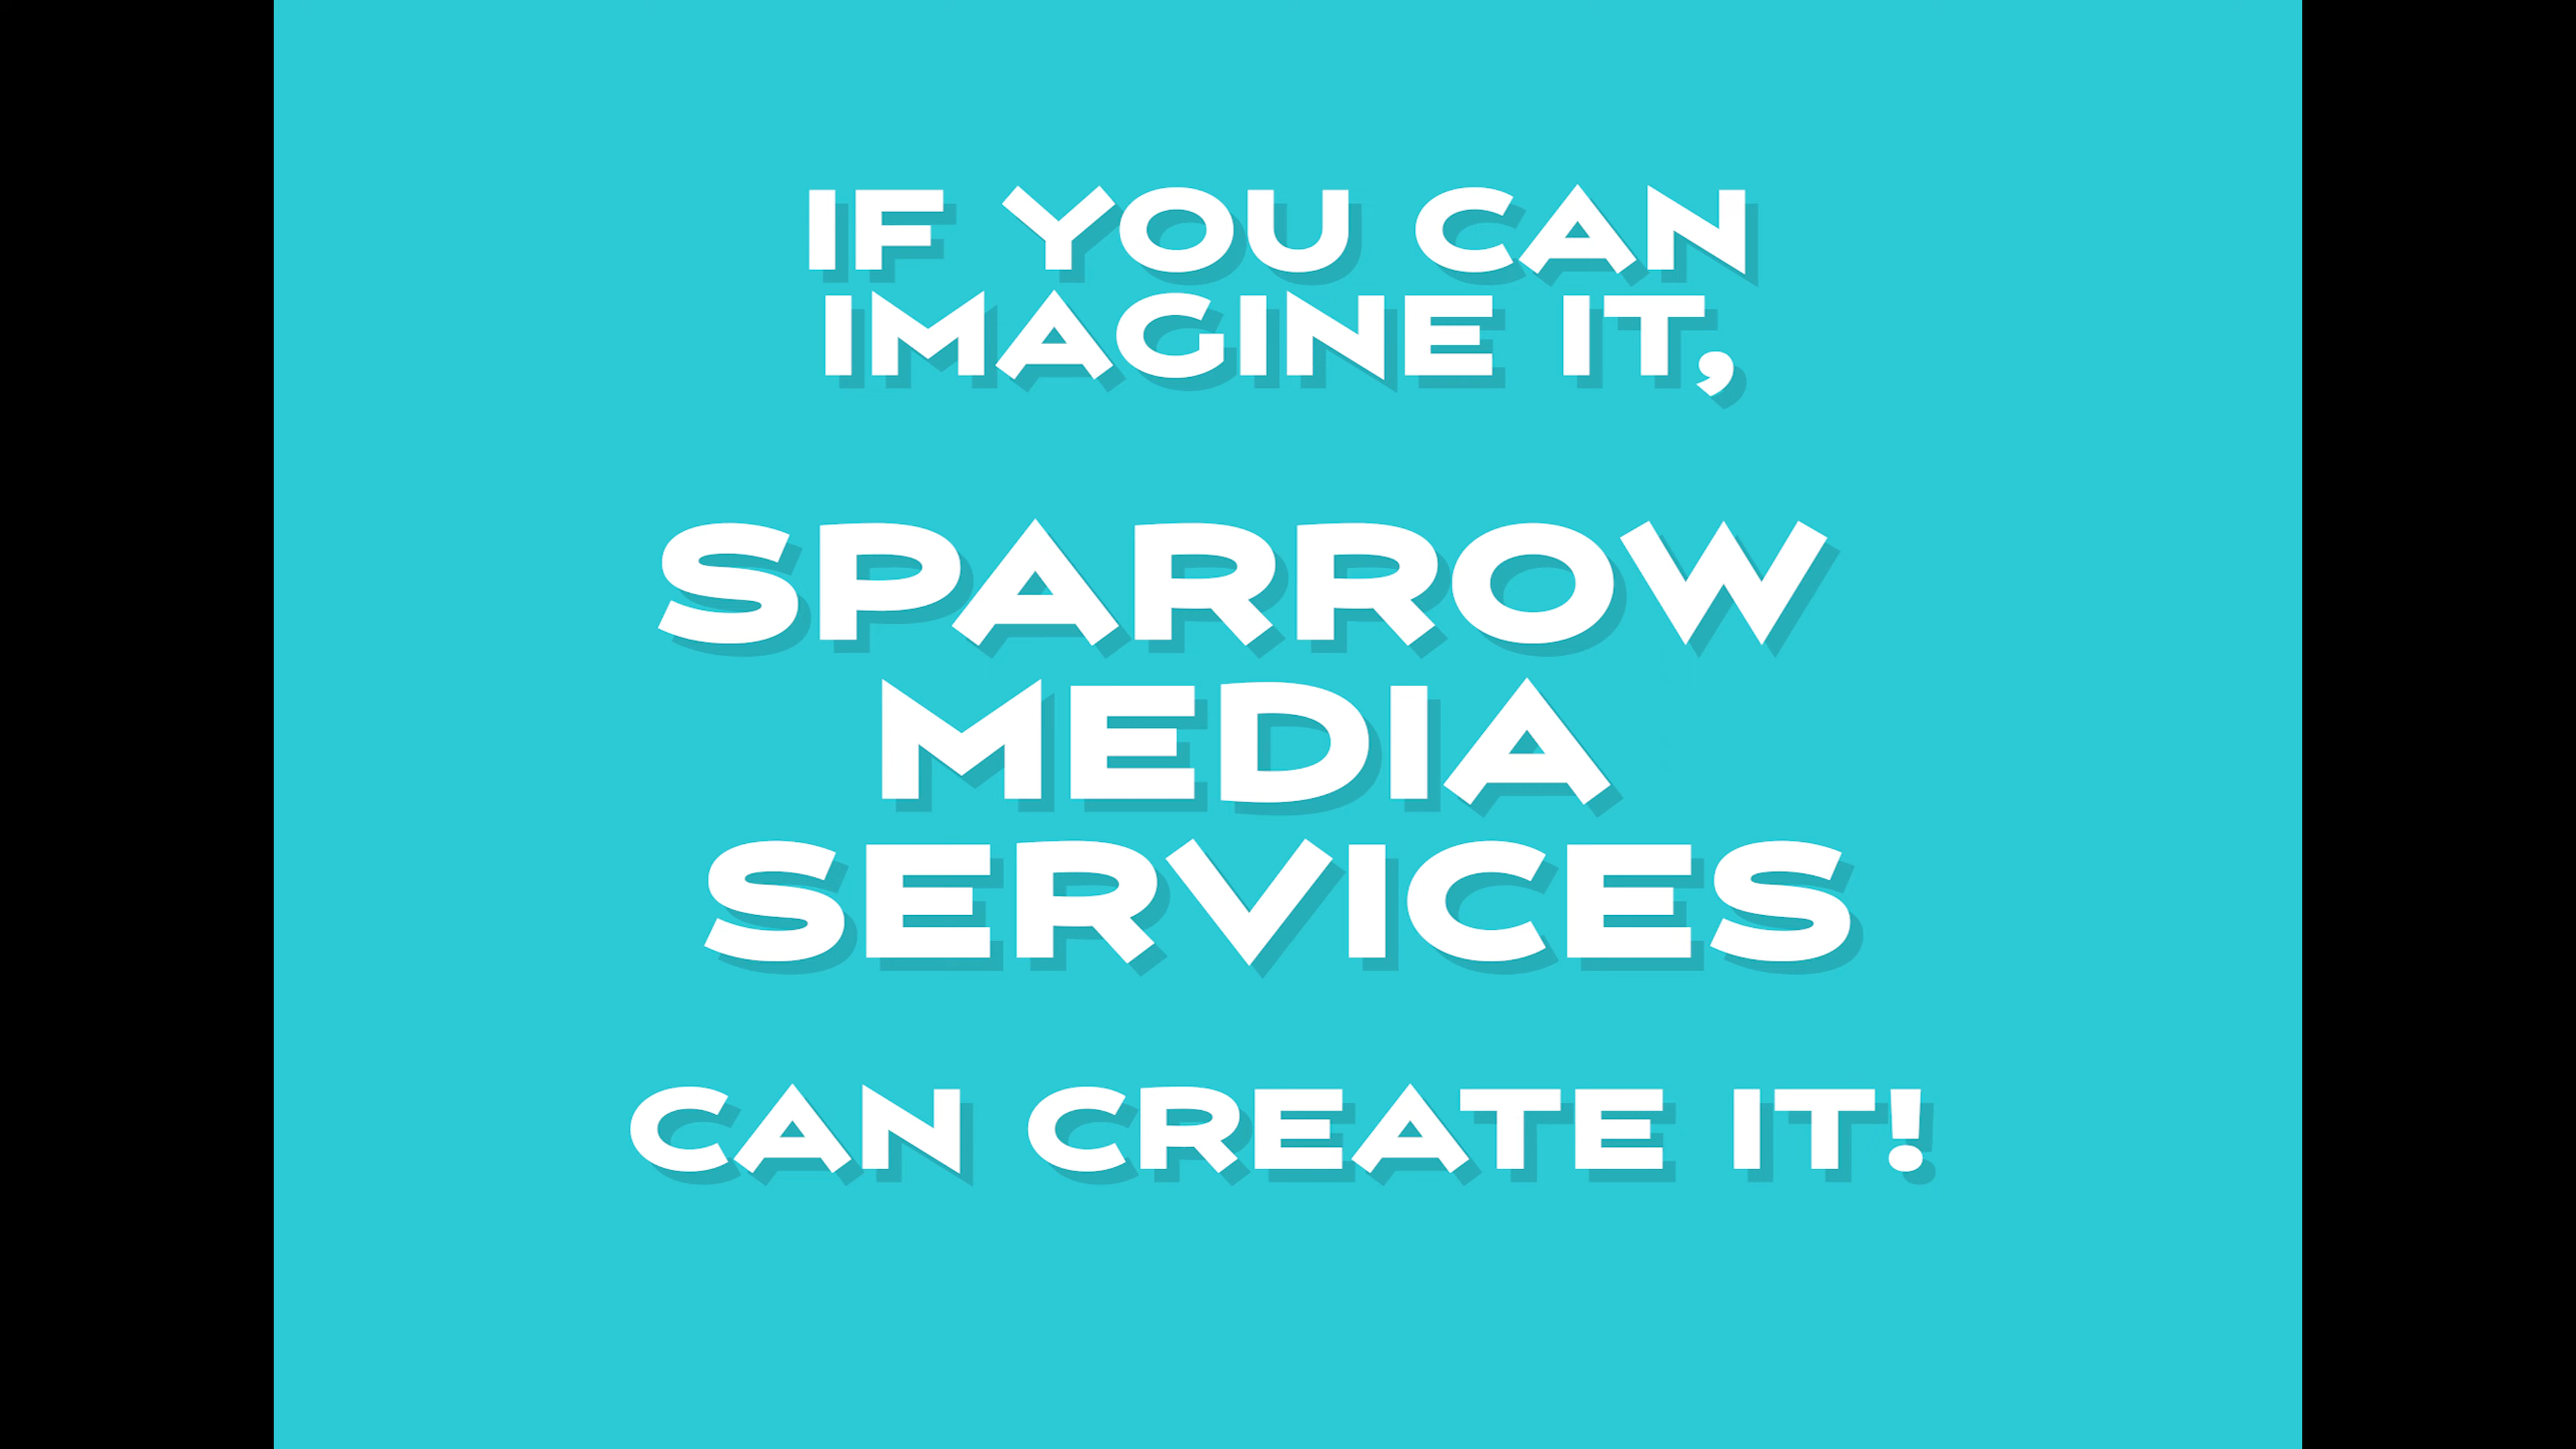 IF YOU CAN
IMAGINE IT,
SPARROW
MEDIA
SERVICES
CAN CREATE IT!